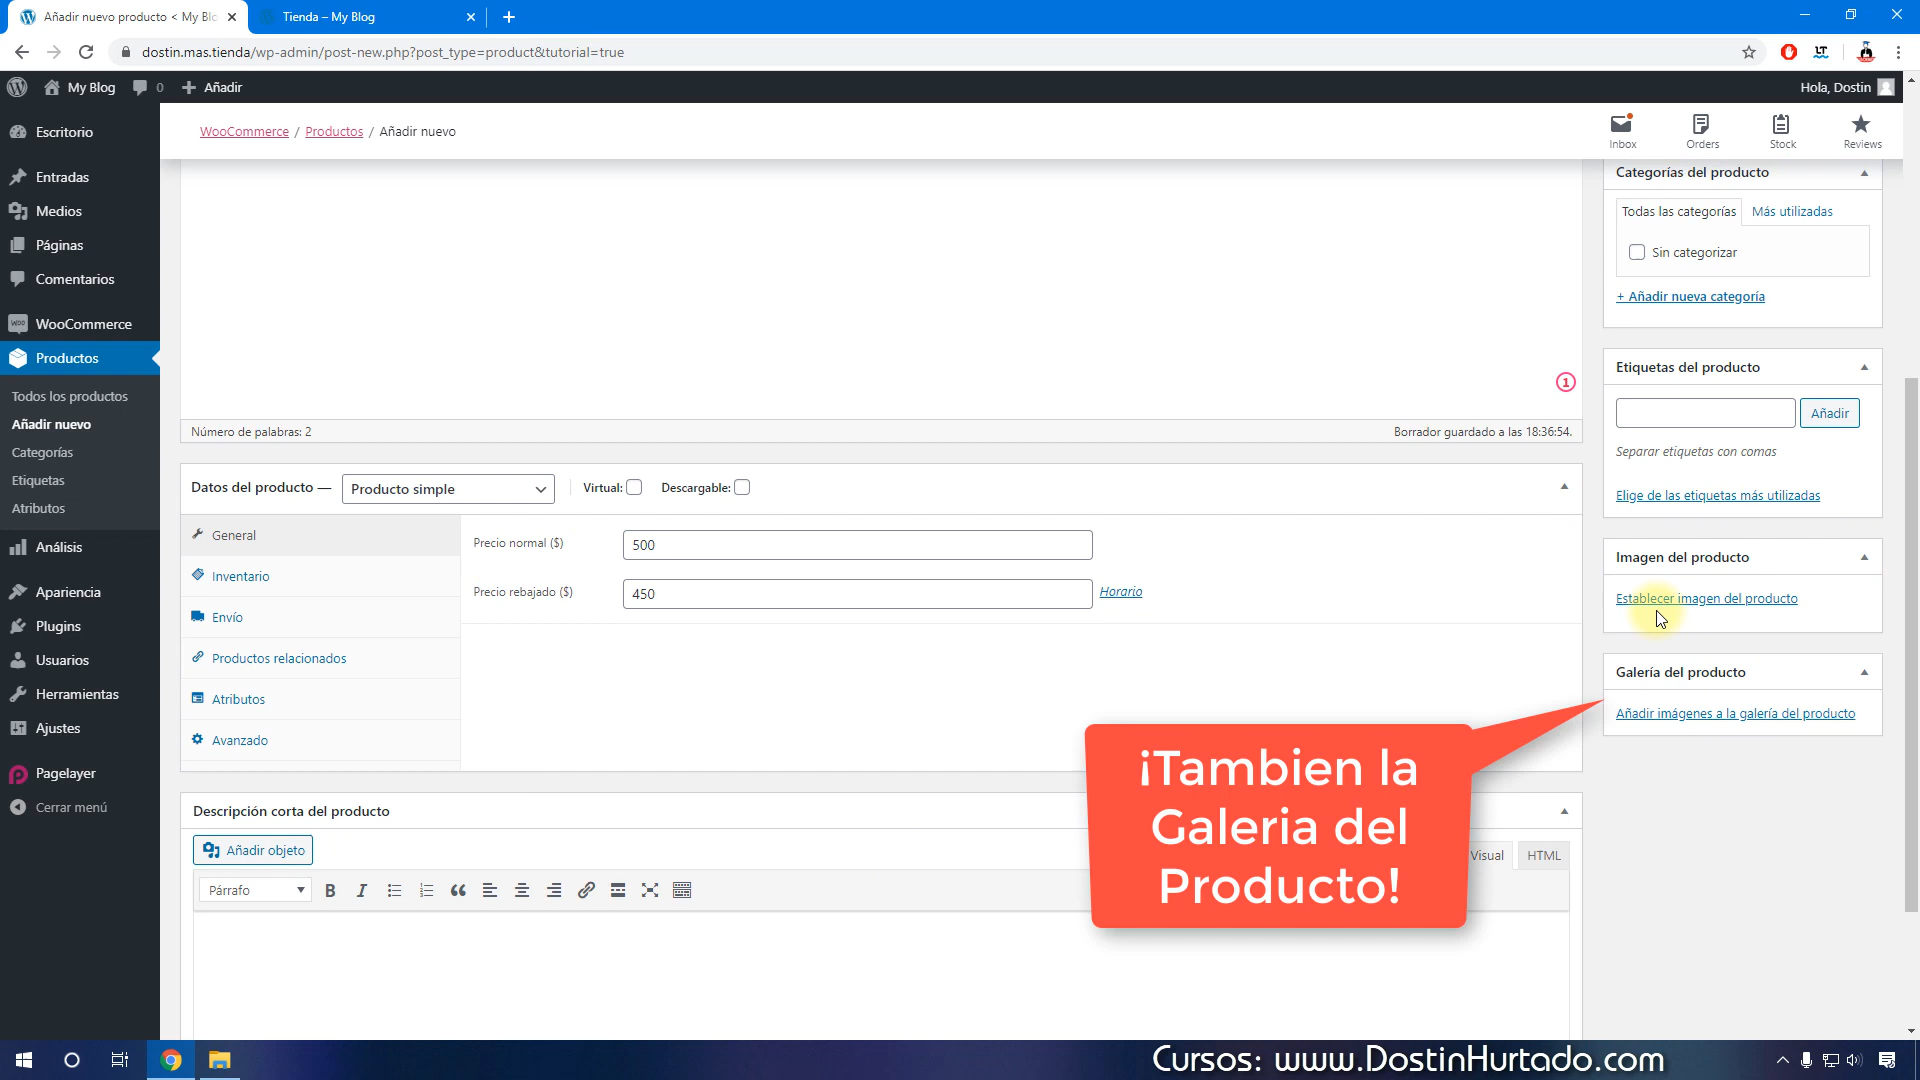 Añadir nuevo producto < My Blo
Tienda – My Blog
dostin.mas.tienda/wp-admin/post-new.php?post_type=product&tutorial=true
My Blog
0
Añadir
Hola, Dostin
Escritorio
Entradas
Medios
Páginas
Comentarios
WooCommerce
Productos
Todos los productos
Añadir nuevo
Categorías
Etiquetas
Atributos
Análisis
Apariencia
Plugins
Usuarios
Herramientas
Ajustes
Pagelayer
Cerrar menú
WooCommerce / Productos / Añadir nuevo
Inbox
Orders
Stock
Reviews
1
Número de palabras: 2
Borrador guardado a las 18:36:54.
Datos del producto —
Producto simple
Virtual:
Descargable:
General
Inventario
Envío
Productos relacionados
Atributos
Avanzado
Precio normal ($)
500
Precio rebajado ($)
450
Horario
Descripción corta del producto
Añadir objeto
Visual
HTML
Párrafo
B
I
Categorías del producto
Todas las categorías
Más utilizadas
Sin categorizar
+ Añadir nueva categoría
Etiquetas del producto
Añadir
Separar etiquetas con comas
Elige de las etiquetas más utilizadas
Imagen del producto
Establecer imagen del producto
Galería del producto
Añadir imágenes a la galería del producto
¡Tambien la
Galeria del
Producto!
Cursos: www.DostinHurtado.com